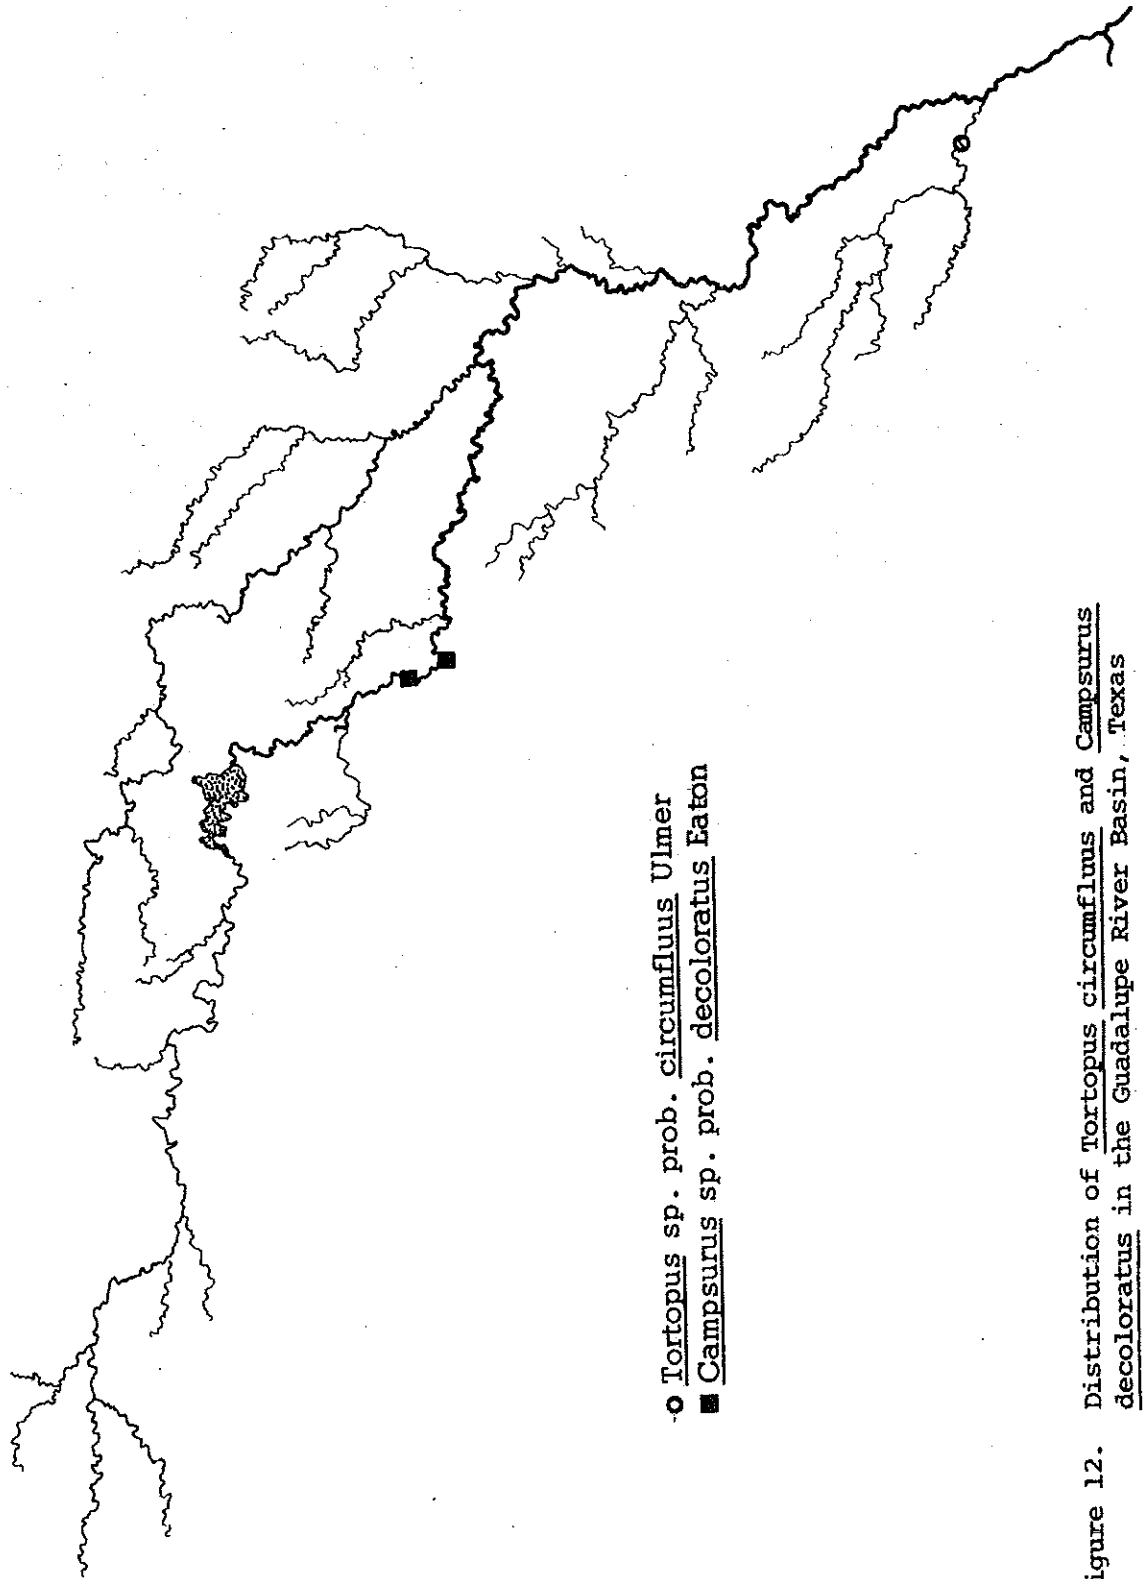 o Tortopus sp. prob. circumfluus Ulmer
■ Campsurus sp. prob. decoloratus Eaton
igure 12. Distribution of Tortopus circumfluus and Campsurus
decoloratus in the Guadalupe River Basin, Texas